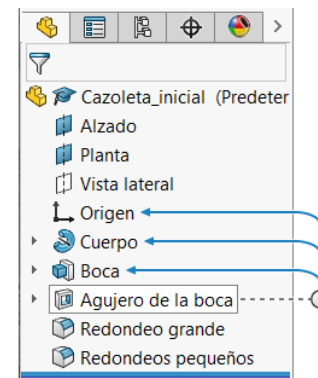 Cazoleta_inicial (Predeter
Alzado
Planta
Vista lateral
Origen
Cuerpo
Boca
Agujero de la boca
Redondeo grande
Redondeos pequeños